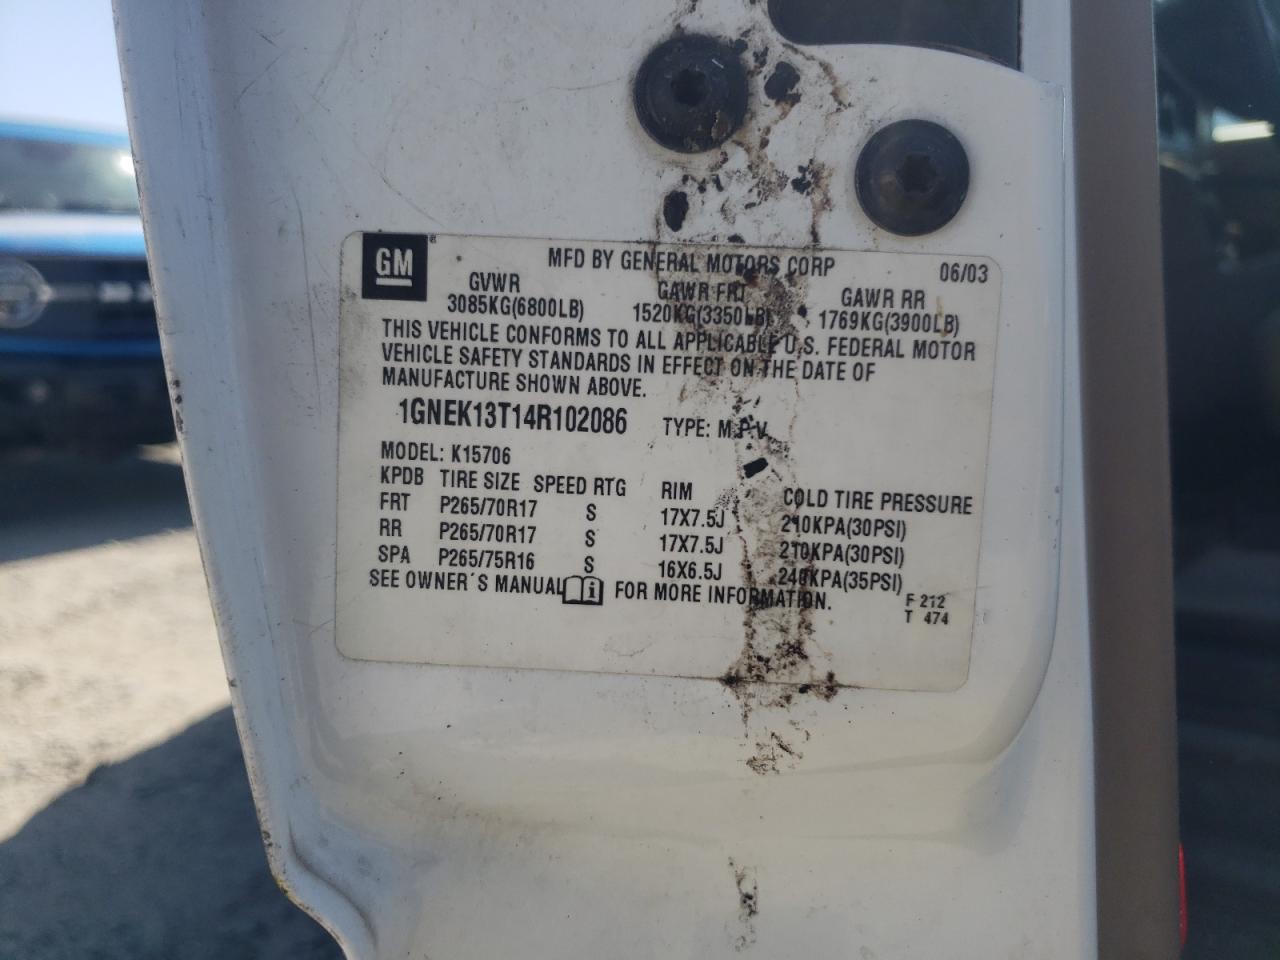 GM ®
MFD BY GENERAL MOTORS CORP 06/03
GVWR GAWR FRT GAWR RR
3085KG(6800LB) 1520KG(3350LB) 1769KG(3900LB)
THIS VEHICLE CONFORMS TO ALL APPLICABLE U.S. FEDERAL MOTOR
VEHICLE SAFETY STANDARDS IN EFFECT ON THE DATE OF
MANUFACTURE SHOWN ABOVE.
1GNEK13T14R102086 TYPE: M.P.V.
MODEL: K15706
KPDB TIRE SIZE SPEED RTG RIM COLD TIRE PRESSURE
FRT P265/70R17 S 17X7.5J 210KPA(30PSI)
RR P265/70R17 S 17X7.5J 210KPA(30PSI)
SPA P265/75R16 S 16X6.5J 240KPA(35PSI)
SEE OWNER´S MANUAL i FOR MORE INFORMATION.
F 212
T 474